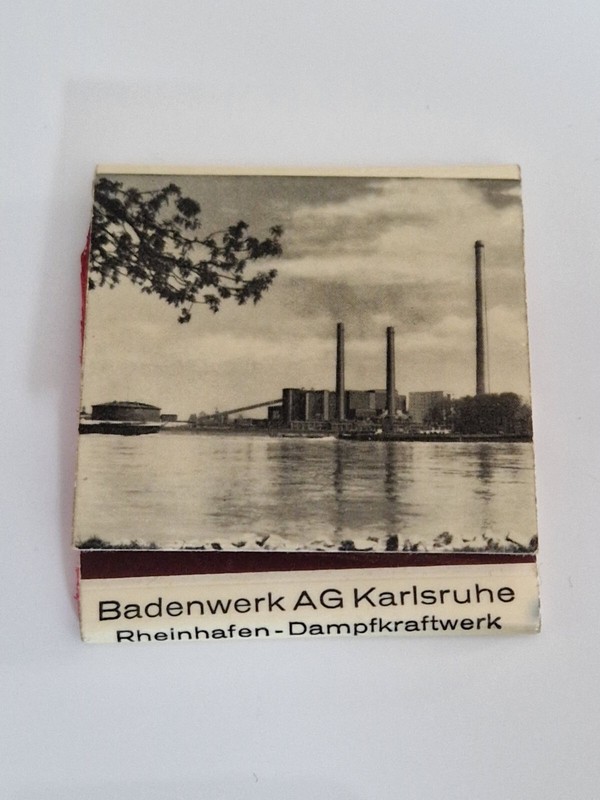 Badenwerk AG Karlsruhe
Rheinhafen-Dampfkraftwerk